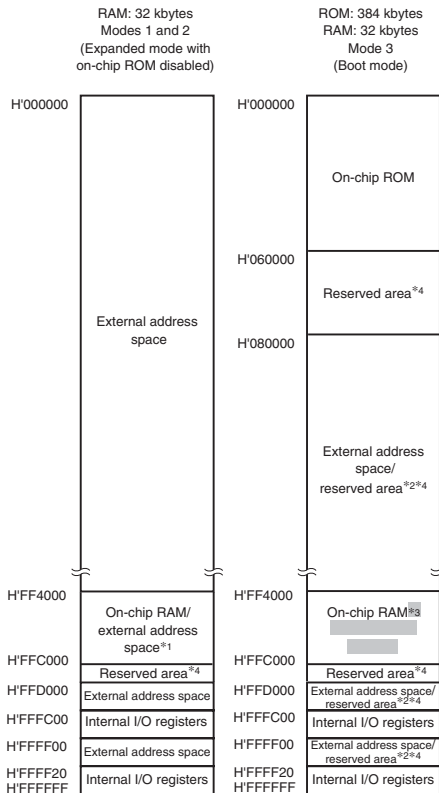 RAM: 32 kbytes
Modes 1 and 2
(Expanded mode with
on-chip ROM disabled)
H'000000
External address
space
H'FF4000
On-chip RAM/
external address
space*1
H'FFC000
Reserved area*4
H'FFD000
External address space
H'FFFC00
Internal I/O registers
H'FFFF00
External address space
H'FFFF20
Internal I/O registers
H'FFFFFF
ROM: 384 kbytes
RAM: 32 kbytes
Mode 3
(Boot mode)
H'000000
On-chip ROM
H'060000
Reserved area*4
H'080000
External address
space/
reserved area*2*4
H'FF4000
On-chip RAM*3
H'FFC000
Reserved area*4
H'FFD000
External address space/
reserved area*2*4
H'FFFC00
Internal I/O registers
H'FFFF00
External address space/
reserved area*2*4
H'FFFF20
Internal I/O registers
H'FFFFFF